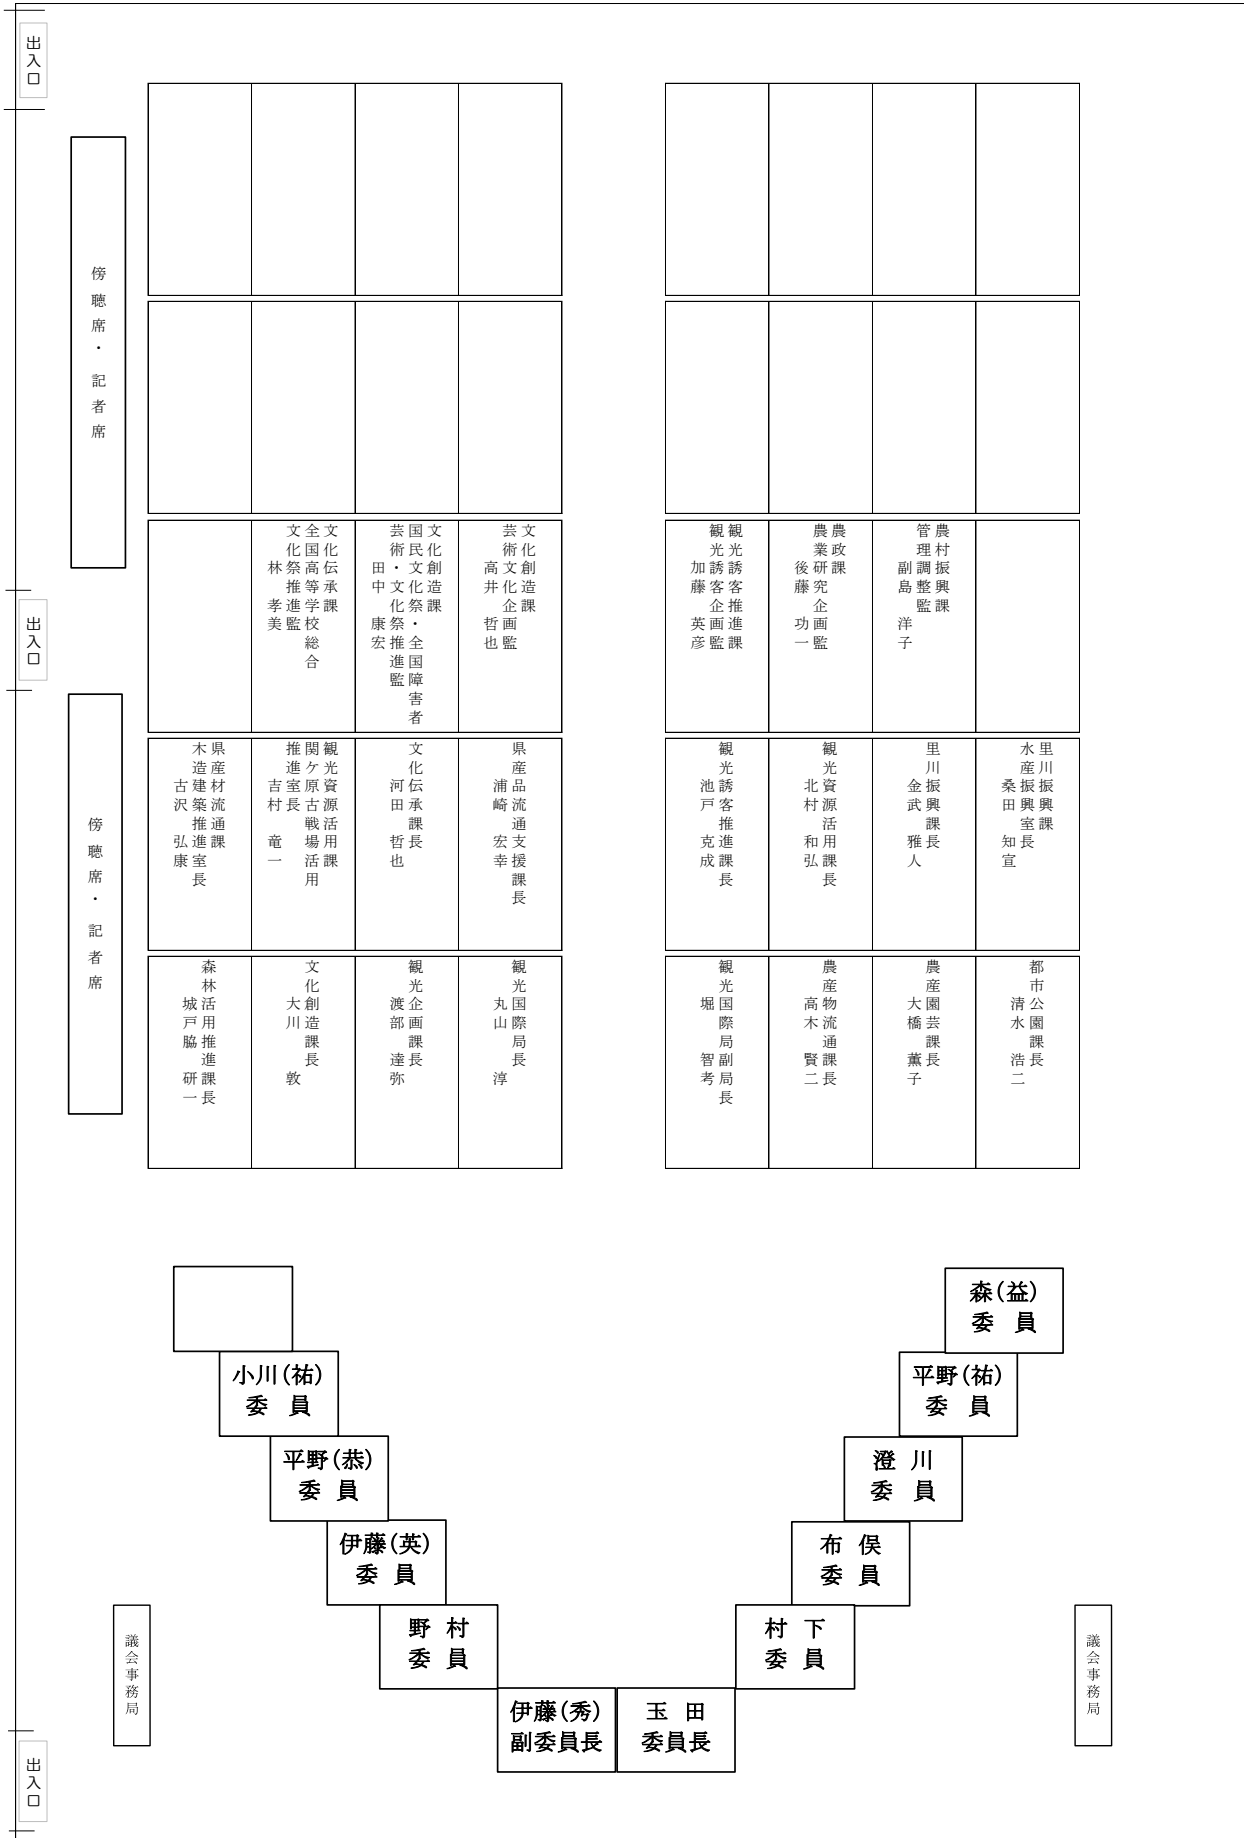 出入口
傍聴席・記者席
文化伝承課
全国高等学校総合
文化祭推進監
林　孝美
文化創造課
国民文化祭・全国障害者
芸術・文化祭推進監
田中　康宏
文化創造課
芸術文化企画監
高井　哲也
観光誘客推進課
観光誘客企画監
加藤　英彦
農政課
農業研究企画監
後藤　功一
農村振興課
管理調整監
副島　洋子
出入口
傍聴席・記者席
県産材流通課
木造建築推進室長
古沢　弘康
観光資源活用課
関ケ原古戦場活用
推進室長
吉村　竜一
文化伝承課長
河田　哲也
県産品流通支援課長
浦崎　宏幸
観光誘客推進課長
池戸　克成
観光資源活用課長
北村　和弘
里川振興課長
金武　雅人
里川振興課
水産振興室長
桑田　知宣
森林活用推進課長
城戸脇　研一
文化創造課長
大川　敦
観光企画課長
渡部　達弥
観光国際局長
丸山　淳
観光国際局副局長
堀　智考
農産物流通課長
高木　賢二
農産園芸課長
大橋　薫子
都市公園課長
清水　浩二
森(益)
委　員
小川(祐)
委　員
平野(祐)
委　員
平野(恭)
委　員
澄　川
委　員
伊藤(英)
委　員
布　俣
委　員
野　村
委　員
村　下
委　員
議会事務局
議会事務局
伊藤(秀)
副委員長
玉　田
委員長
出入口